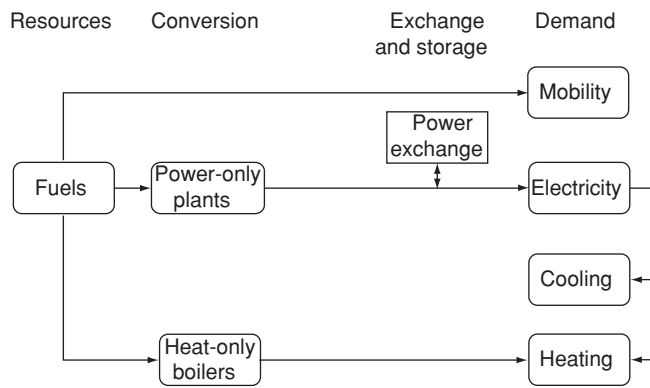 Resources
Conversion
Exchange
and storage
Demand
Mobility
Power
exchange
Fuels
Power-only
plants
Electricity
Cooling
Heat-only
boilers
Heating